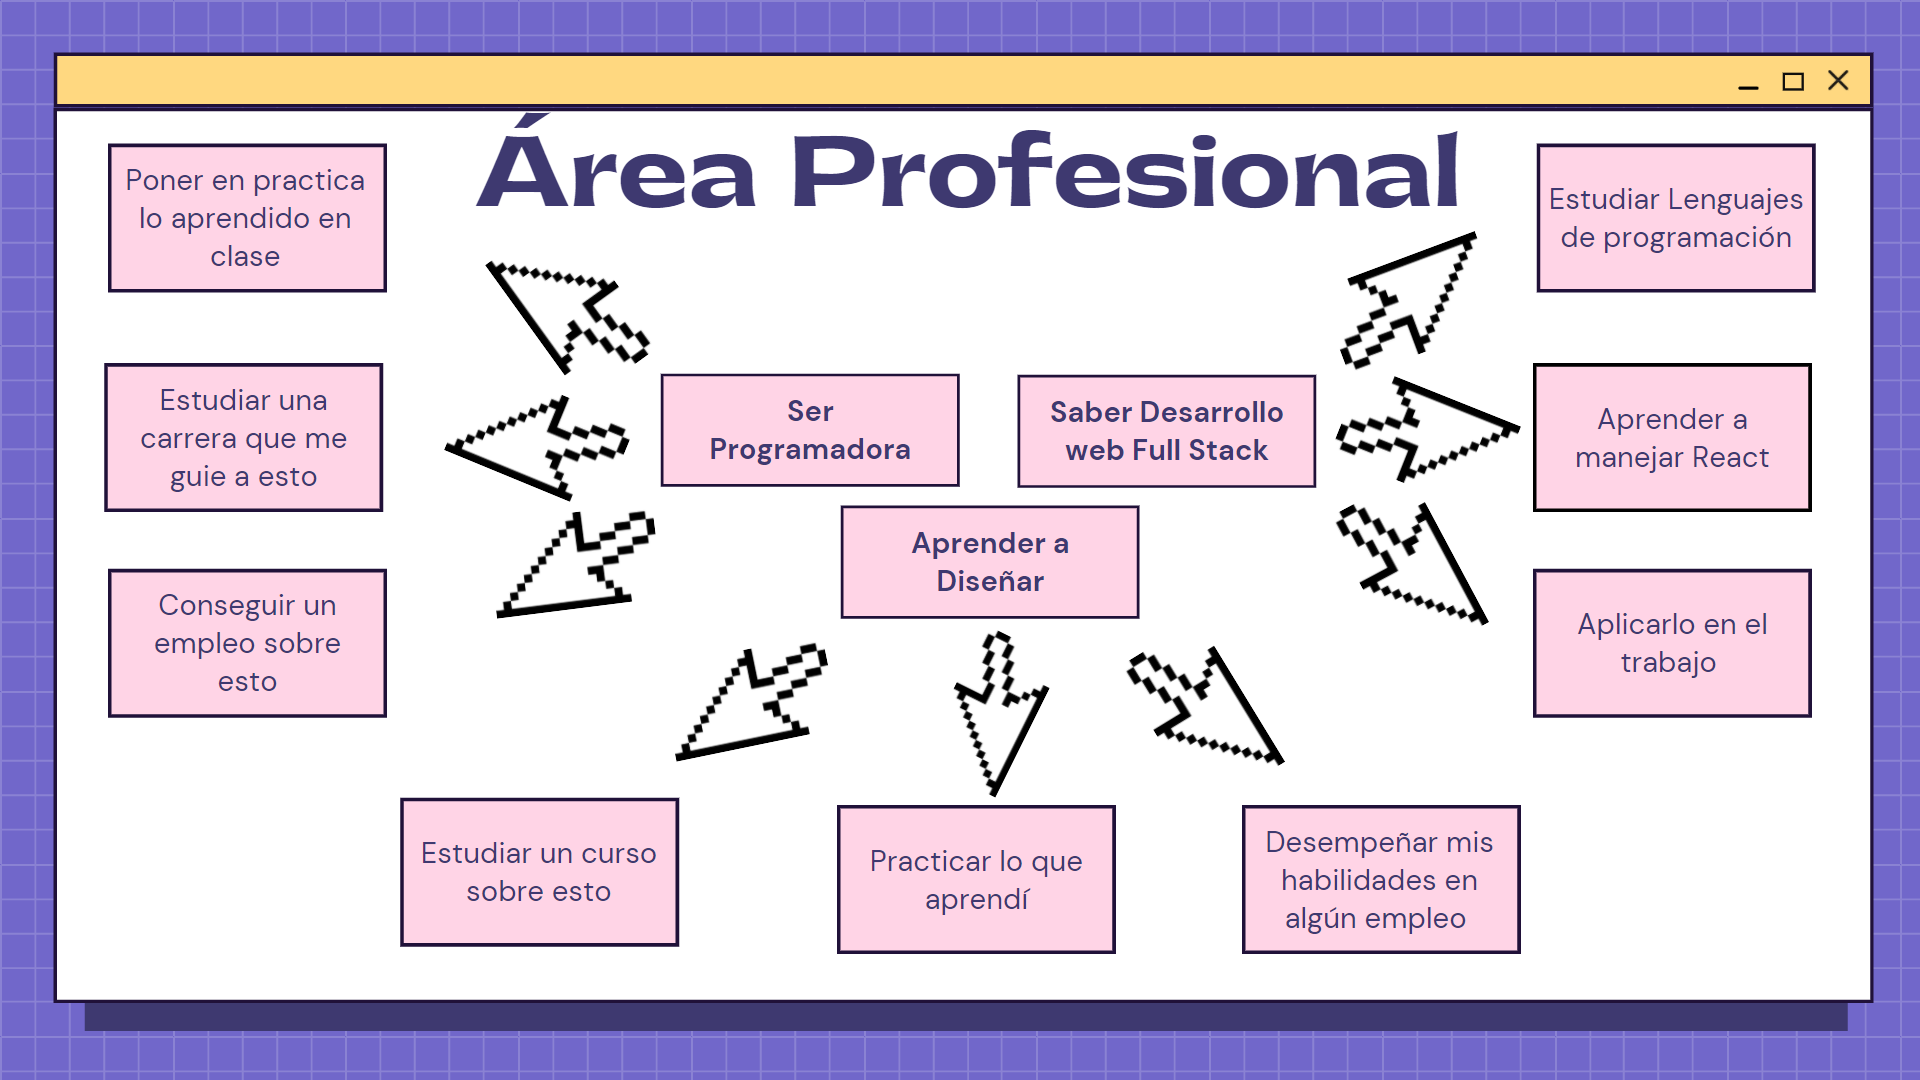 Área Profesional
Poner en practica
lo aprendido en
clase
Estudiar una
carrera que me
guie a esto
Conseguir un
empleo sobre
esto
Ser
Programadora
Saber Desarrollo
web Full Stack
Aprender a
Diseñar
Estudiar Lenguajes
de programación
Aprender a
manejar React
Aplicarlo en el
trabajo
Estudiar un curso
sobre esto
Practicar lo que
aprendí
Desempeñar mis
habilidades en
algún empleo